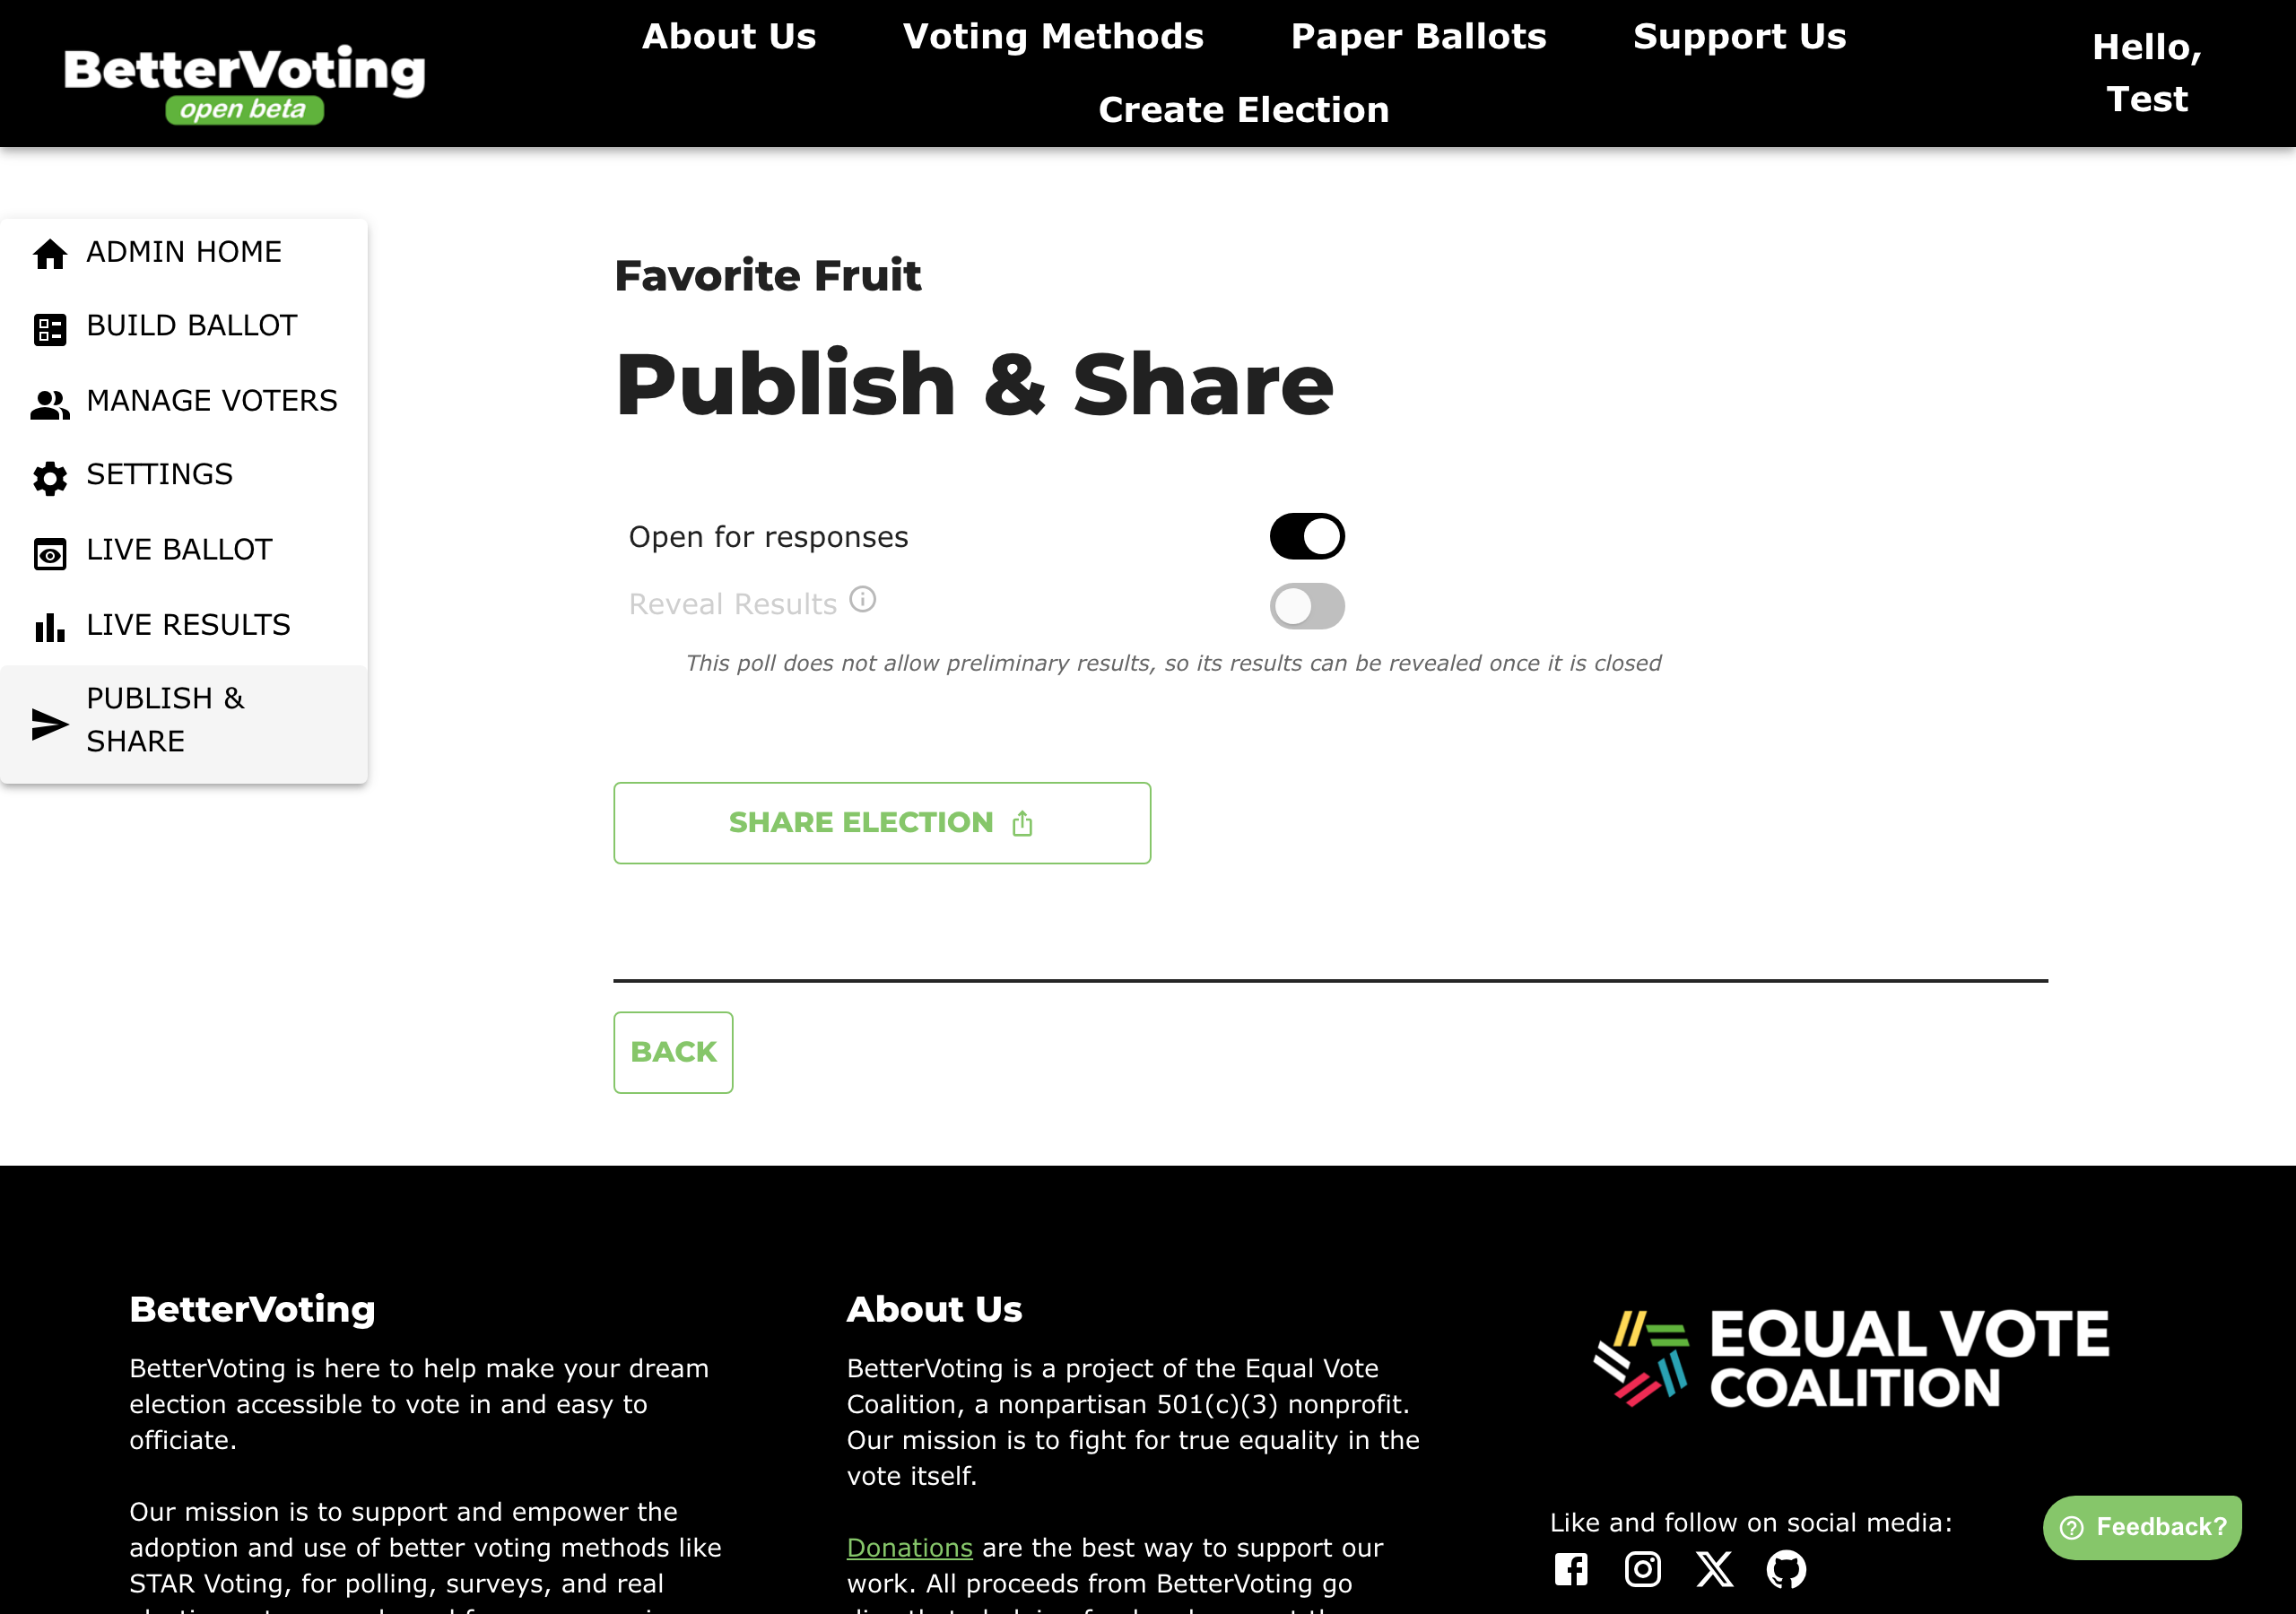 BetterVoting
open beta
About Us
Voting Methods
Paper Ballots
Support Us
Create Election
Hello,
Test
ADMIN HOME
BUILD BALLOT
MANAGE VOTERS
SETTINGS
LIVE BALLOT
LIVE RESULTS
PUBLISH &
SHARE
Favorite Fruit
Publish & Share
Open for responses
Reveal Results
This poll does not allow preliminary results, so its results can be revealed once it is closed
SHARE ELECTION
BACK
BetterVoting
BetterVoting is here to help make your dream
election accessible to vote in and easy to
officiate.
Our mission is to support and empower the
adoption and use of better voting methods like
STAR Voting, for polling, surveys, and real
About Us
BetterVoting is a project of the Equal Vote
Coalition, a nonpartisan 501(c)(3) nonprofit.
Our mission is to fight for true equality in the
vote itself.
Donations are the best way to support our
work. All proceeds from BetterVoting go
EQUAL VOTE
COALITION
Like and follow on social media:
Feedback?